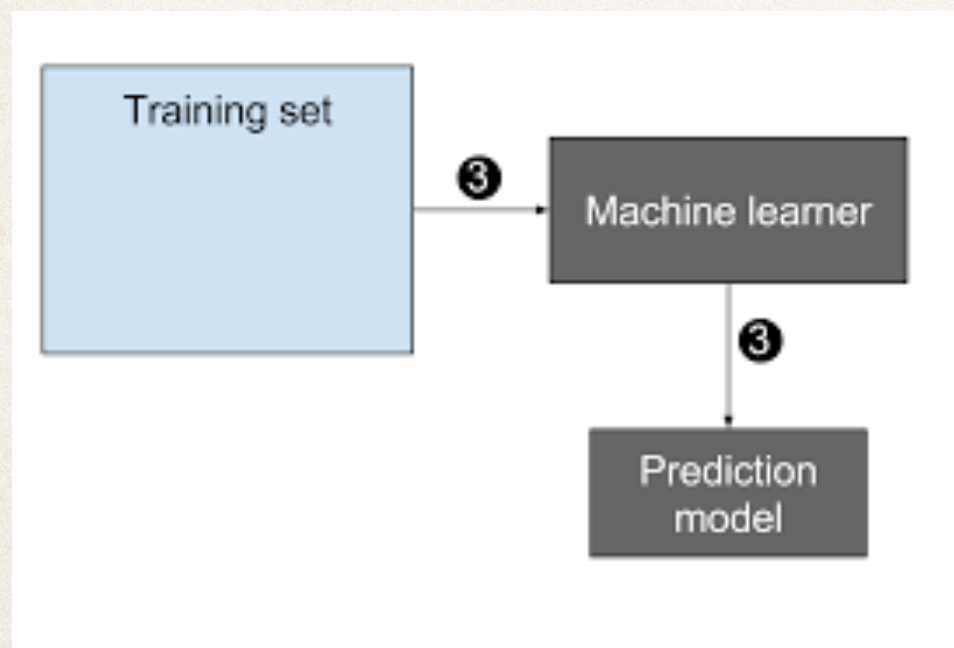 Training set
❸
Machine learner
❸
Prediction
model